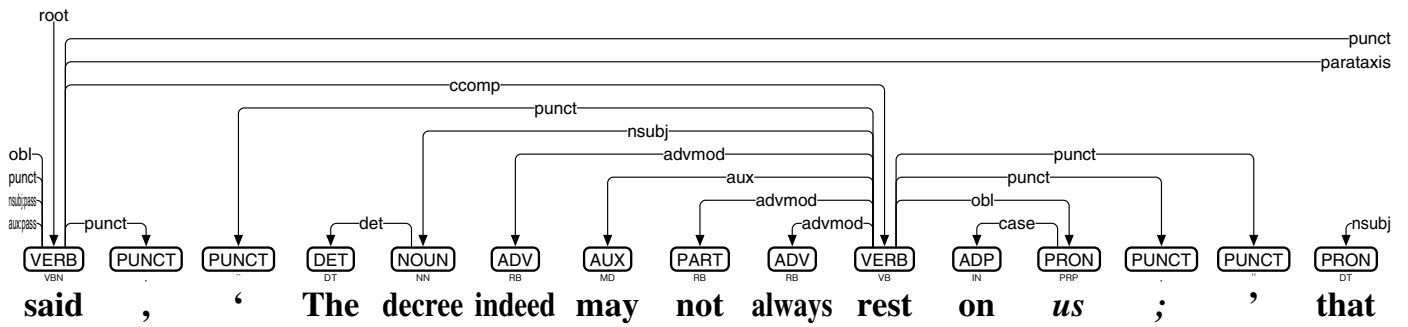 root
punct
parataxis
ccomp
punct
nsubj
obl advmod punct
punct aux punct
nsubj:pass advmod obl
aux:pass punct det advmod case nsubj
VERB PUNCT PUNCT DET NOUN ADV AUX PART ADV VERB ADP PRON PUNCT PUNCT PRON
VBN , `` DT NN RB MD RB RB VB IN PRP , '' DT
said , ‘ The decree indeed may not always rest on us ; ’ that